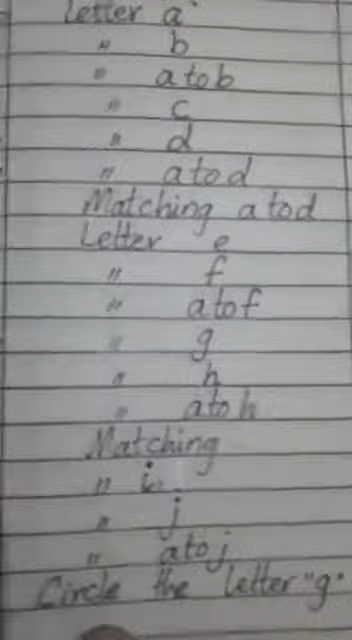 letter a
" b
" a to b
" c
" d
" a to d
Matching a to d
Letter e
" f
" a to f
" g
" h
" a to h
Matching
" i
" j
" a to j
Circle the letter "g"